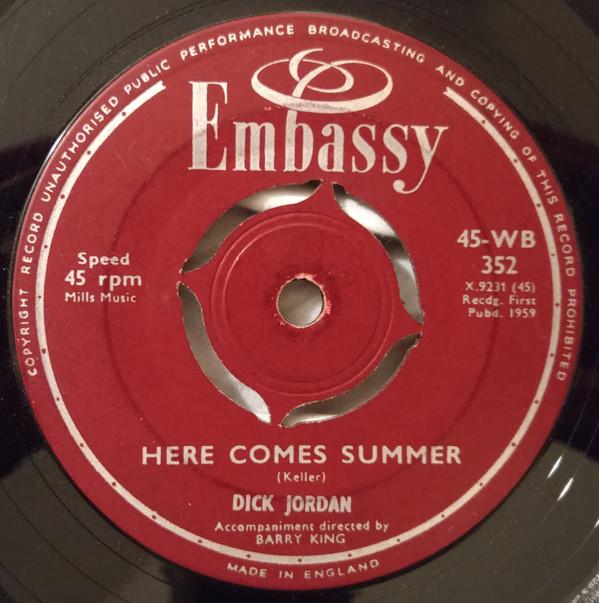 COPYRIGHT RECORD UNAUTHORISED PUBLIC PERFORMANCE BROADCASTING AND COPYING OF THIS RECORD PROHIBITED
Embassy
Speed
45 rpm
Mills Music
45-WB
352
X.9231 (45)
Recdg. First
Pubd. 1959
HERE COMES SUMMER
(Keller)
DICK JORDAN
Accompaniment directed by
BARRY KING
MADE IN ENGLAND